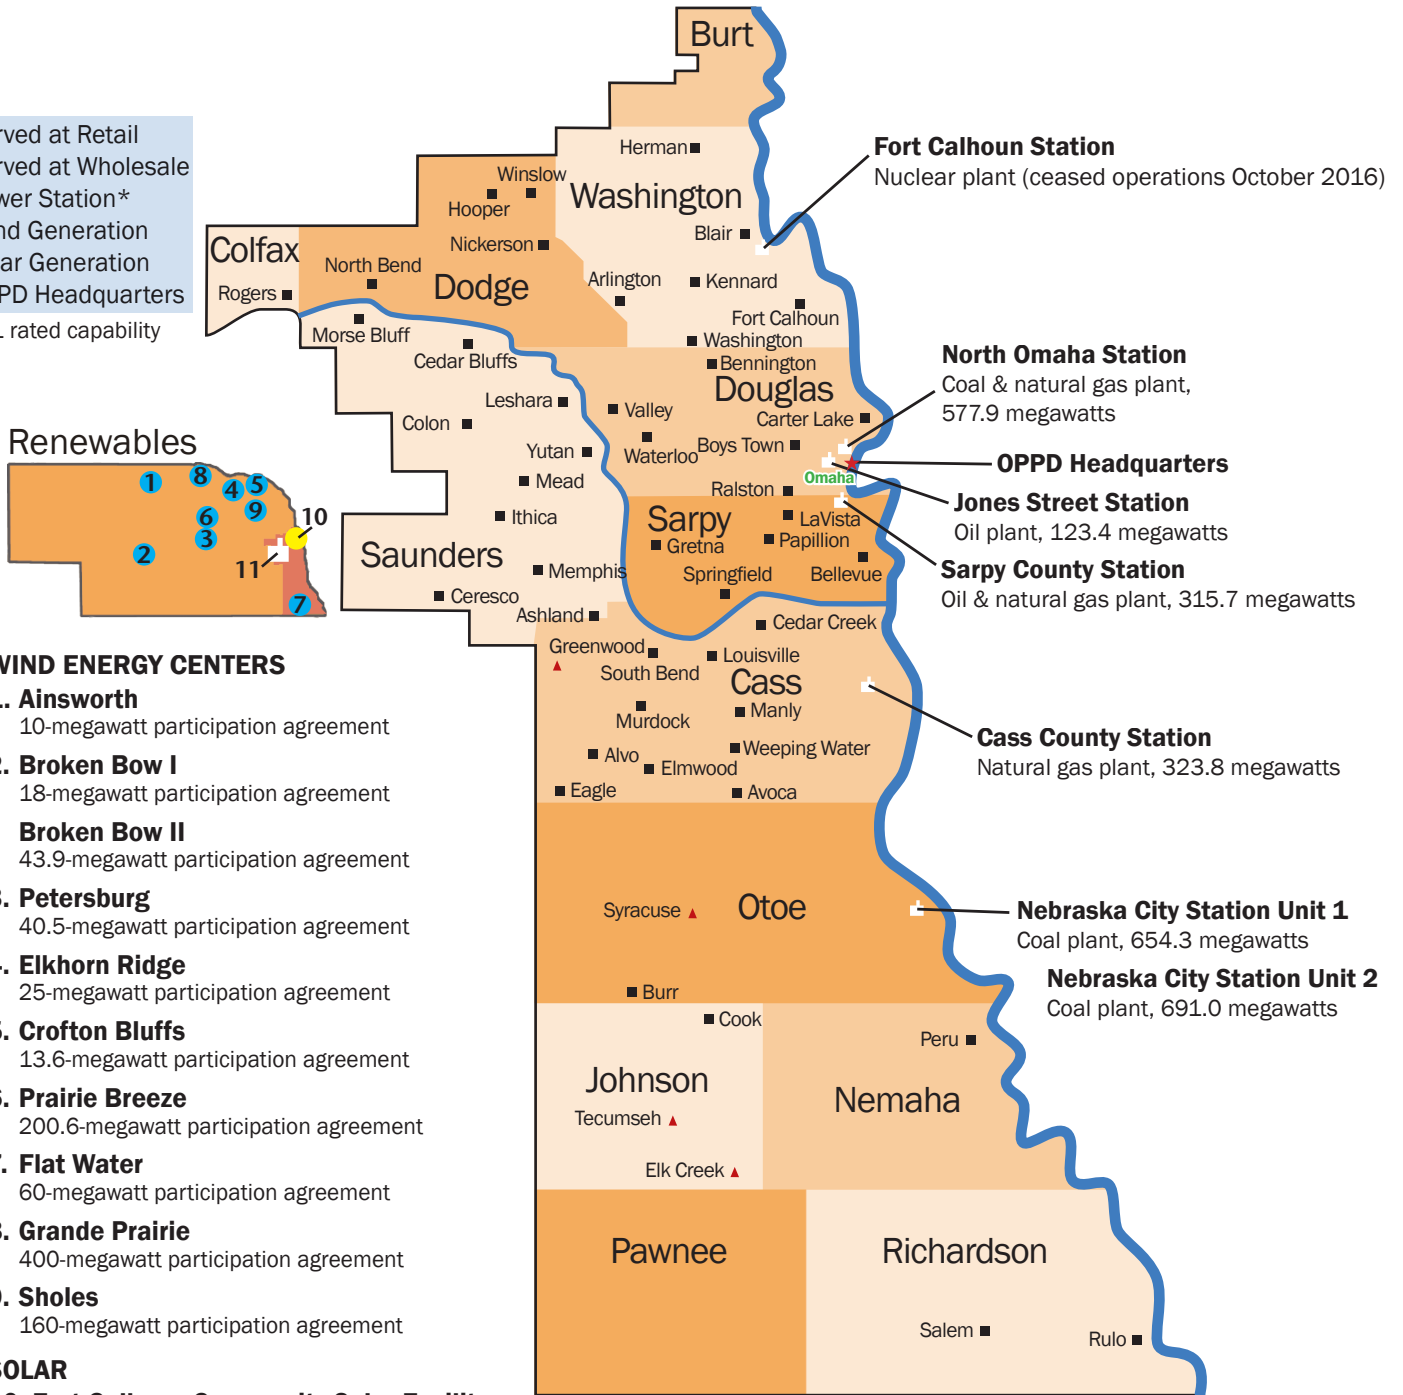 rved at Retail
rved at Wholesale
wer Station*
nd Generation
ar Generation
PD Headquarters
rated capability
Renewables
1
8
4
5
6
9
3
2
10
11
7
WIND ENERGY CENTERS
. Ainsworth
10-megawatt participation agreement
. Broken Bow I
18-megawatt participation agreement
Broken Bow II
43.9-megawatt participation agreement
. Petersburg
40.5-megawatt participation agreement
. Elkhorn Ridge
25-megawatt participation agreement
. Crofton Bluffs
13.6-megawatt participation agreement
. Prairie Breeze
200.6-megawatt participation agreement
. Flat Water
60-megawatt participation agreement
. Grande Prairie
400-megawatt participation agreement
. Sholes
160-megawatt participation agreement
SOLAR
Burt
Herman
Washington
Winslow
Hooper
Blair
Nickerson
Colfax
North Bend
Dodge
Arlington
Kennard
Rogers
Fort Calhoun
Morse Bluff
Washington
Cedar Bluffs
Bennington
Douglas
Leshara
Valley
Carter Lake
Colon
Waterloo
Boys Town
Yutan
Omaha
Mead
Ralston
Ithica
Sarpy
LaVista
Papillion
Gretna
Saunders
Memphis
Springfield
Bellevue
Ceresco
Ashland
Cedar Creek
Greenwood
Louisville
South Bend
Cass
Manly
Murdock
Weeping Water
Alvo
Elmwood
Eagle
Avoca
Syracuse
Otoe
Burr
Cook
Peru
Johnson
Nemaha
Tecumseh
Elk Creek
Pawnee
Richardson
Salem
Rulo
Fort Calhoun Station
Nuclear plant (ceased operations October 2016)
North Omaha Station
Coal & natural gas plant,
577.9 megawatts
OPPD Headquarters
Jones Street Station
Oil plant, 123.4 megawatts
Sarpy County Station
Oil & natural gas plant, 315.7 megawatts
Cass County Station
Natural gas plant, 323.8 megawatts
Nebraska City Station Unit 1
Coal plant, 654.3 megawatts
Nebraska City Station Unit 2
Coal plant, 691.0 megawatts